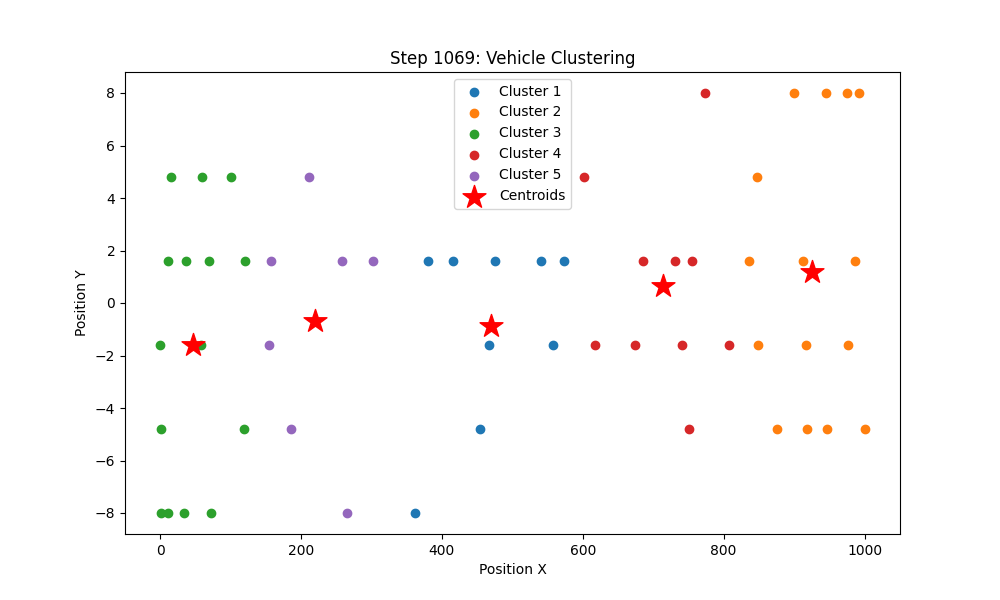 Step 1069: Vehicle Clustering
Cluster 1
Cluster 2
Cluster 3
Cluster 4
Cluster 5
Centroids
Position Y
8
6
4
2
0
−2
−4
−6
−8
0 200 400 600 800 1000
Position X